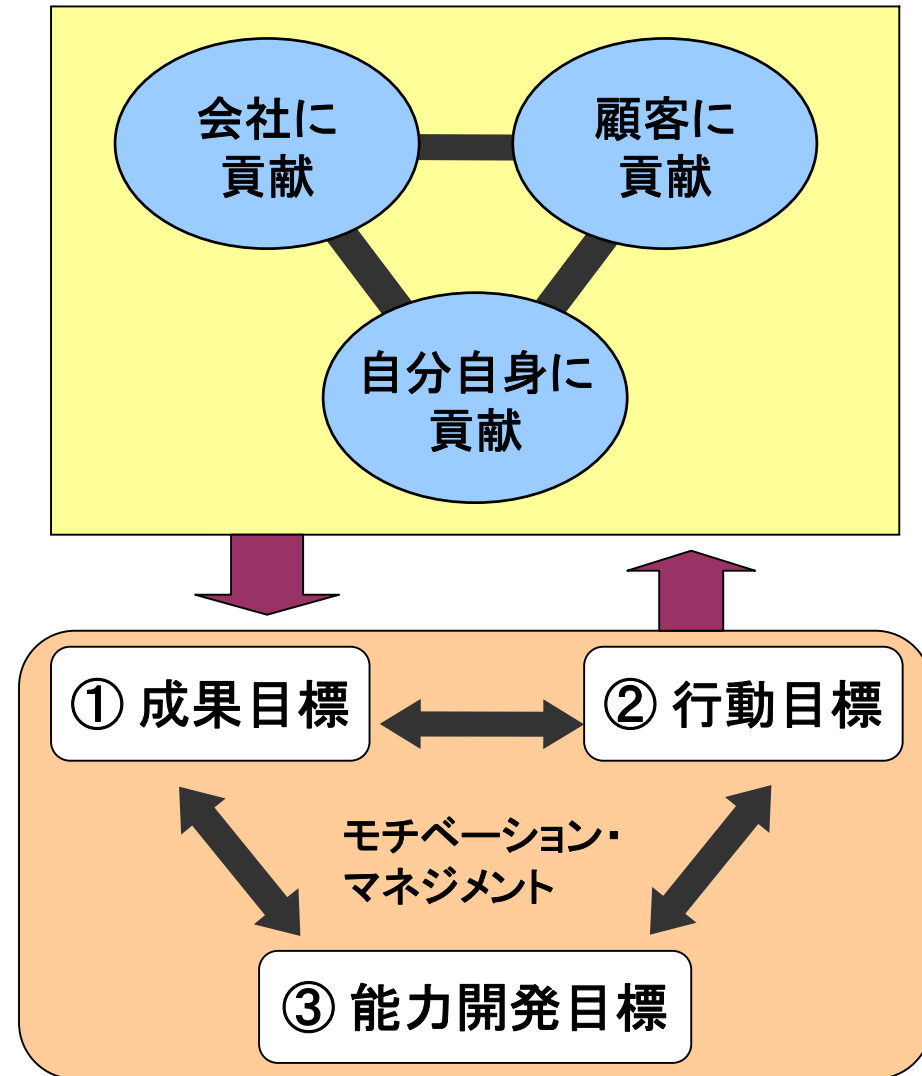 会社に
貢献
顧客に
貢献
自分自身に
貢献
① 成果目標
② 行動目標
モチベーション・
マネジメント
③ 能力開発目標